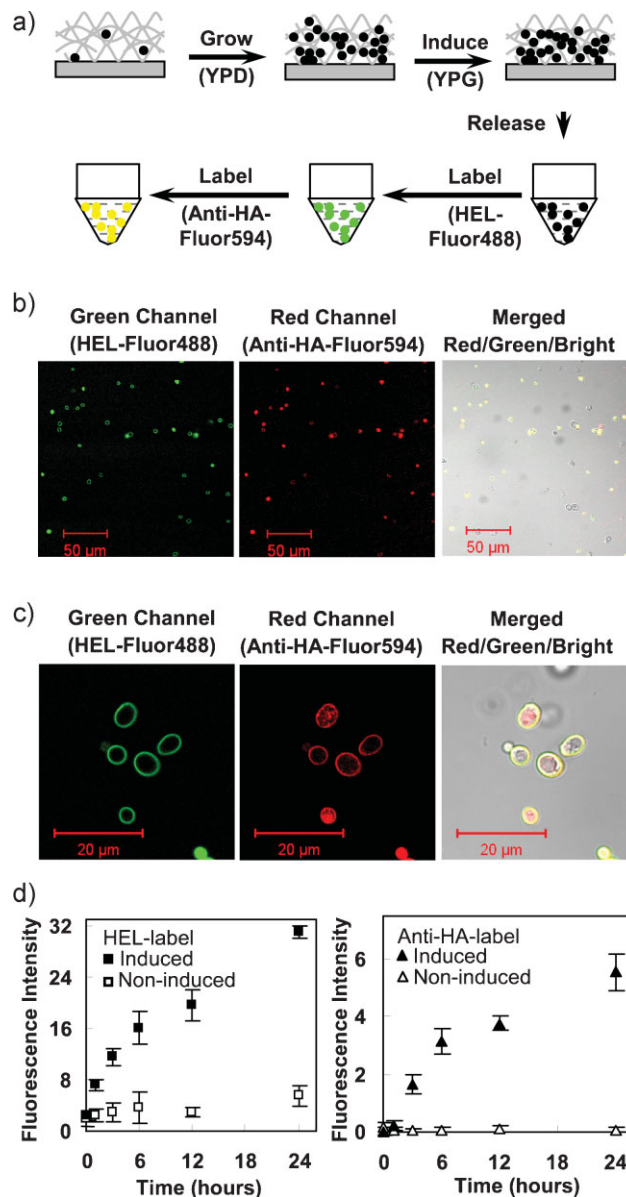 a)
Grow
(YPD)
Induce
(YPG)
Release
Label
(Anti-HA-
Fluor594)
Label
(HEL-
Fluor488)
b)
Green Channel
(HEL-Fluor488)
Red Channel
(Anti-HA-Fluor594)
Merged
Red/Green/Bright
50 µm
50 µm
50 µm
c)
Green Channel
(HEL-Fluor488)
Red Channel
(Anti-HA-Fluor594)
Merged
Red/Green/Bright
20 µm
20 µm
20 µm
d)
Fluorescence Intensity
32
24
16
8
0
HEL-label
Induced
Non-induced
0 6 12 18 24
Time (hours)
Fluorescence Intensity
6
4
2
0
Anti-HA-label
Induced
Non-induced
0 6 12 18 24
Time (hours)